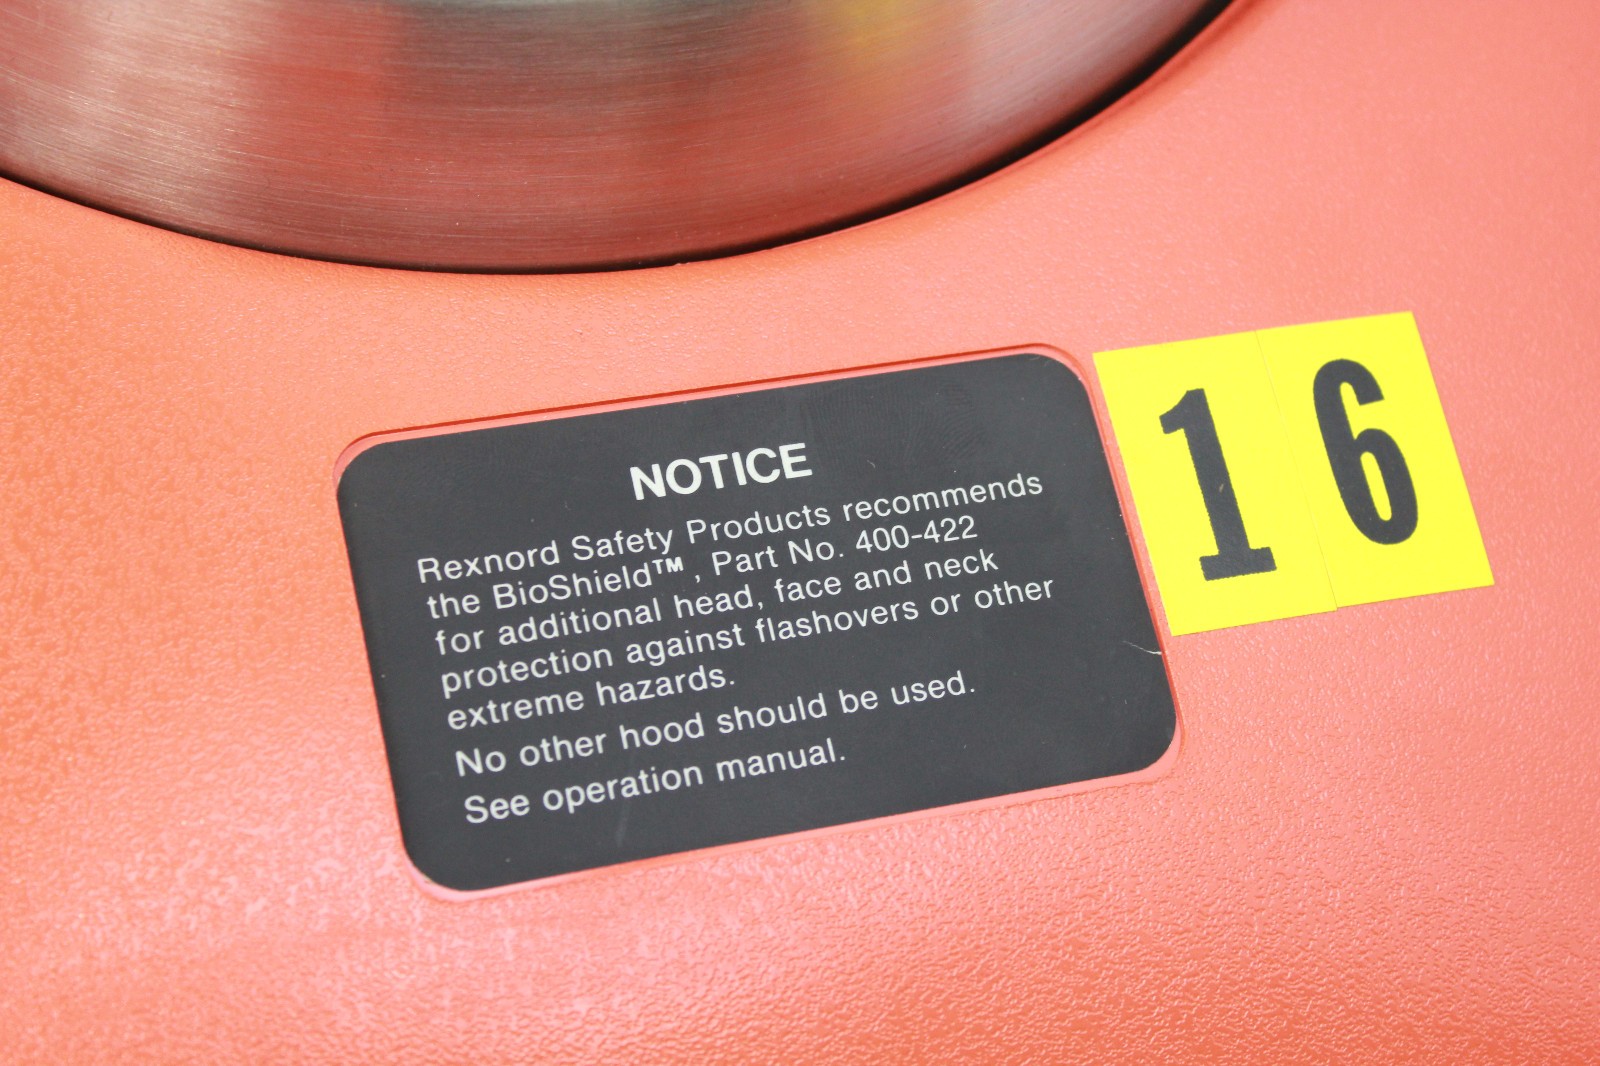 NOTICE
Rexnord Safety Products recommends
the BioShield™, Part No. 400-422
for additional head, face and neck
protection against flashovers or other
extreme hazards.
No other hood should be used.
See operation manual.
16